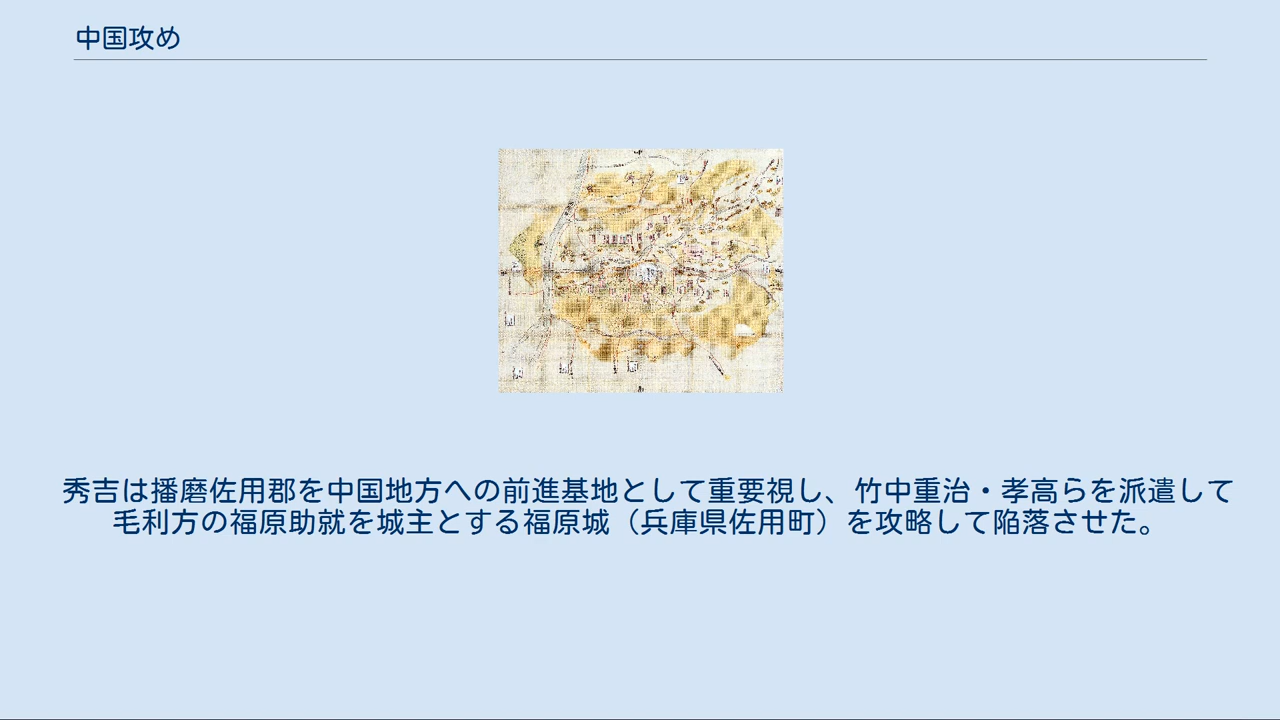 中国攻め
秀吉は播磨佐用郡を中国地方への前進基地として重要視し、竹中重治・孝高らを派遣して
毛利方の福原助就を城主とする福原城（兵庫県佐用町）を攻略して陥落させた。